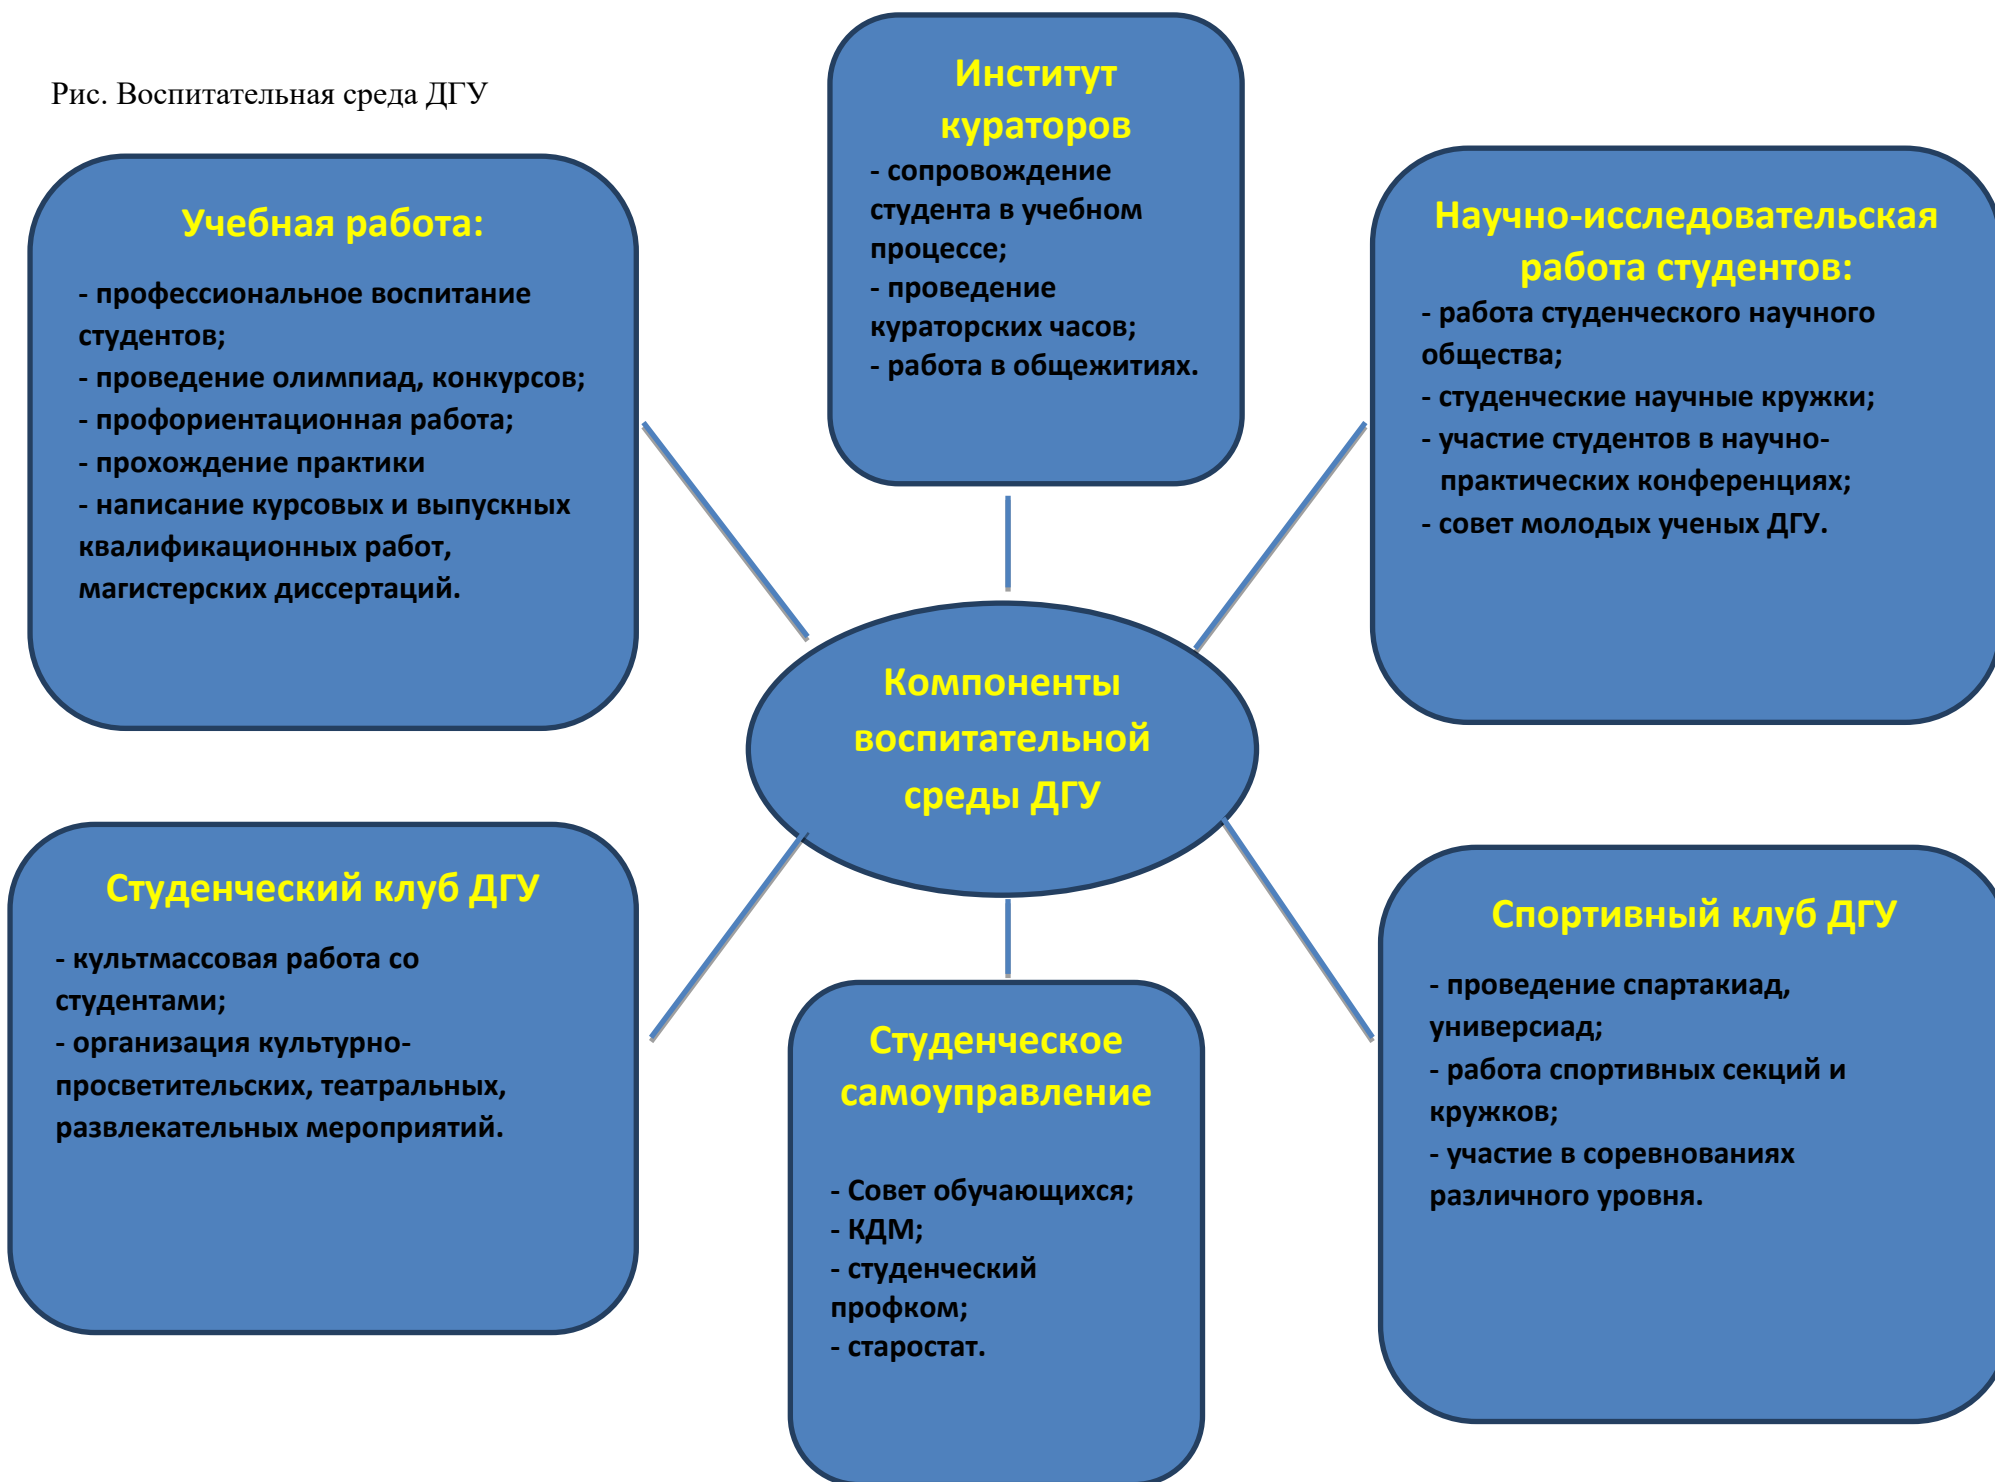 Рис. Воспитательная среда ДГУ
Институт
кураторов
- сопровождение
студента в учебном
процессе;
- проведение
кураторских часов;
- работа в общежитиях.
Учебная работа:
- профессиональное воспитание
студентов;
- проведение олимпиад, конкурсов;
- профориентационная работа;
- прохождение практики
- написание курсовых и выпускных
квалификационных работ,
магистерских диссертаций.
Научно-исследовательская
работа студентов:
- работа студенческого научного
общества;
- студенческие научные кружки;
- участие студентов в научно-
практических конференциях;
- совет молодых ученых ДГУ.
Компоненты
воспитательной
среды ДГУ
Студенческий клуб ДГУ
- культмассовая работа со
студентами;
- организация культурно-
просветительских, театральных,
развлекательных мероприятий.
Студенческое
самоуправление
- Совет обучающихся;
- КДМ;
- студенческий
профком;
- старостат.
Спортивный клуб ДГУ
- проведение спартакиад,
универсиад;
- работа спортивных секций и
кружков;
- участие в соревнованиях
различного уровня.